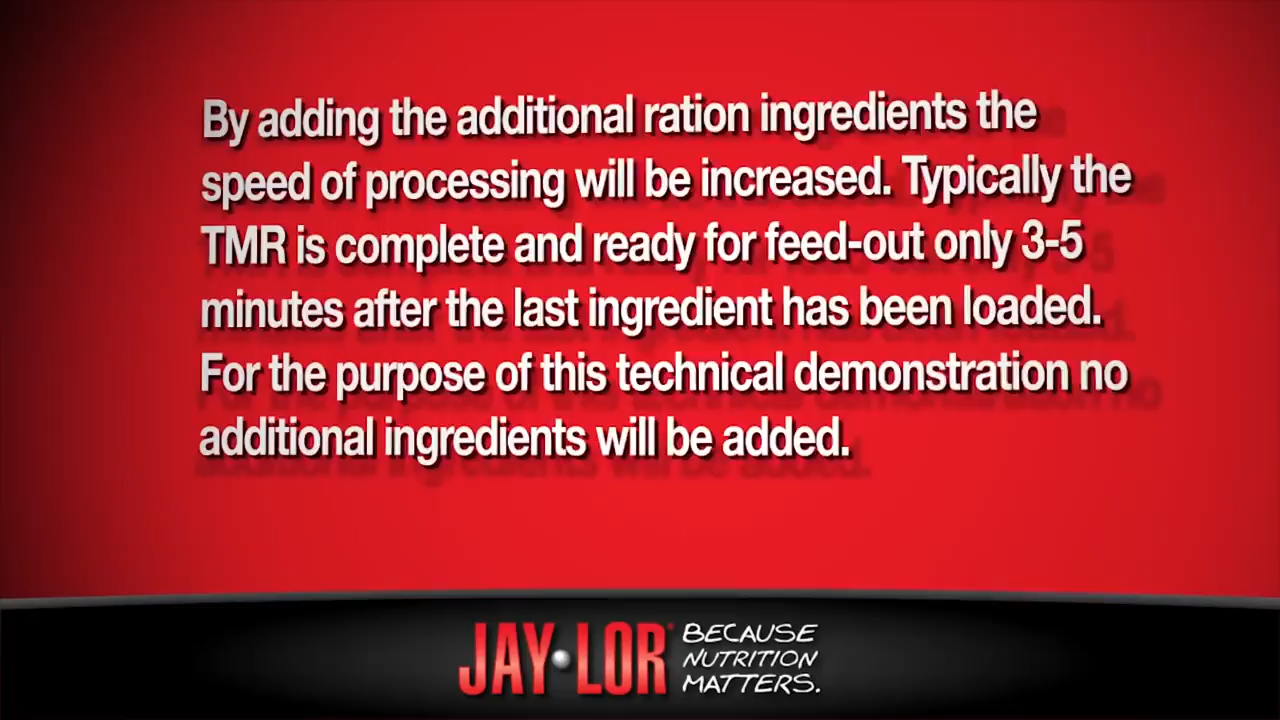 By adding the additional ration ingredients the
speed of processing will be increased. Typically the
TMR is complete and ready for feed-out only 3-5
minutes after the last ingredient has been loaded.
For the purpose of this technical demonstration no
additional ingredients will be added.
JAY•LOR
BECAUSE
NUTRITION
MATTERS.